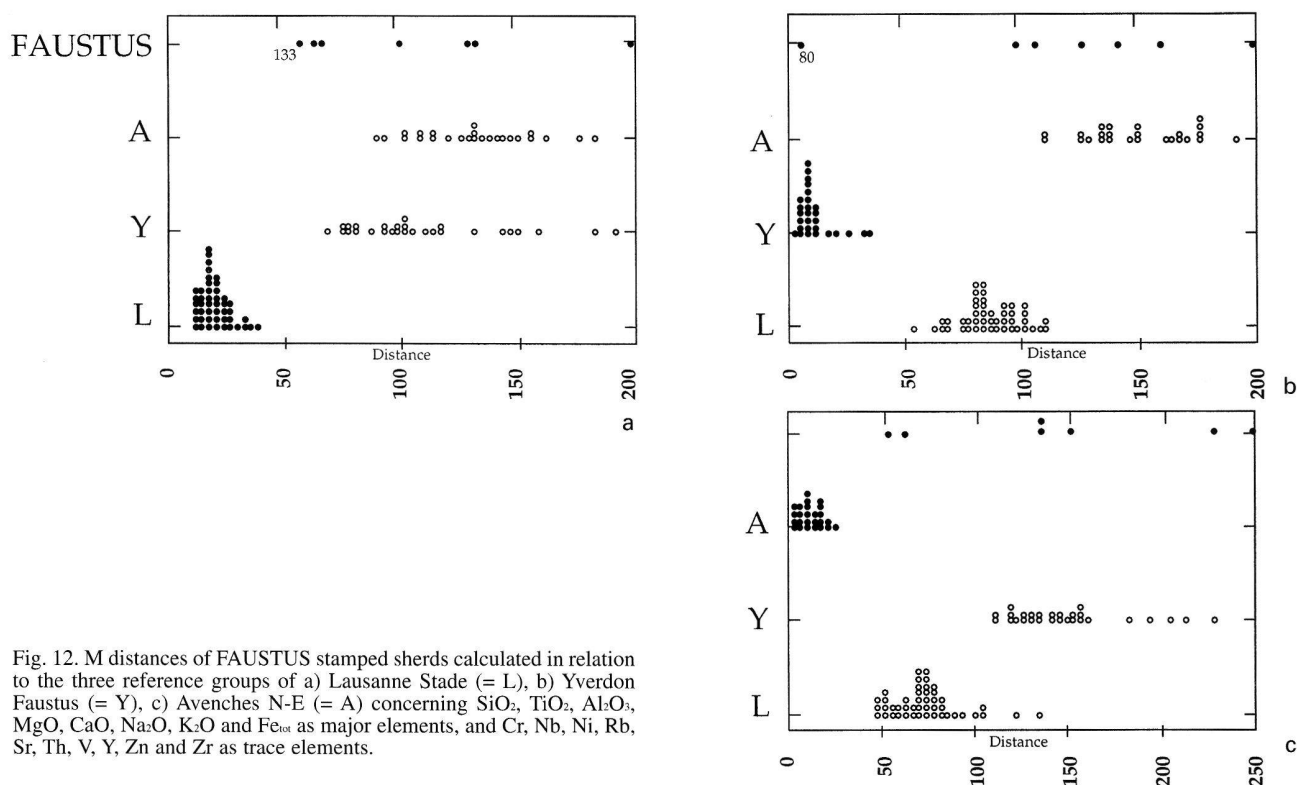 FAUSTUS
133
A
Y
L
Distance
0
50
100
150
200
a
80
A
Y
L
Distance
0
50
100
150
200
b
A
Y
L
Distance
0
50
100
150
200
250
c
Fig. 12. M distances of FAUSTUS stamped sherds calculated in relation
to the three reference groups of a) Lausanne Stade (= L), b) Yverdon
Faustus (= Y), c) Avenches N-E (= A) concerning SiO₂, TiO₂, Al₂O₃,
MgO, CaO, Na₂O, K₂O and Fe_tot as major elements, and Cr, Nb, Ni, Rb,
Sr, Th, V, Y, Zn and Zr as trace elements.